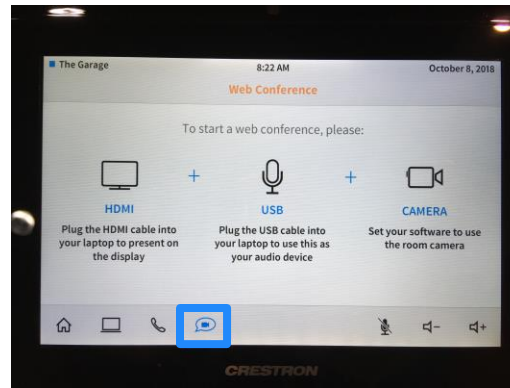 The Garage
8:22 AM
October 8, 2018
Web Conference
To start a web conference, please:
+
+
HDMI
Plug the HDMI cable into
your laptop to present on
the display
USB
Plug the USB cable into
your laptop to use this as
your audio device
CAMERA
Set your software to use
the room camera
CRESTRON